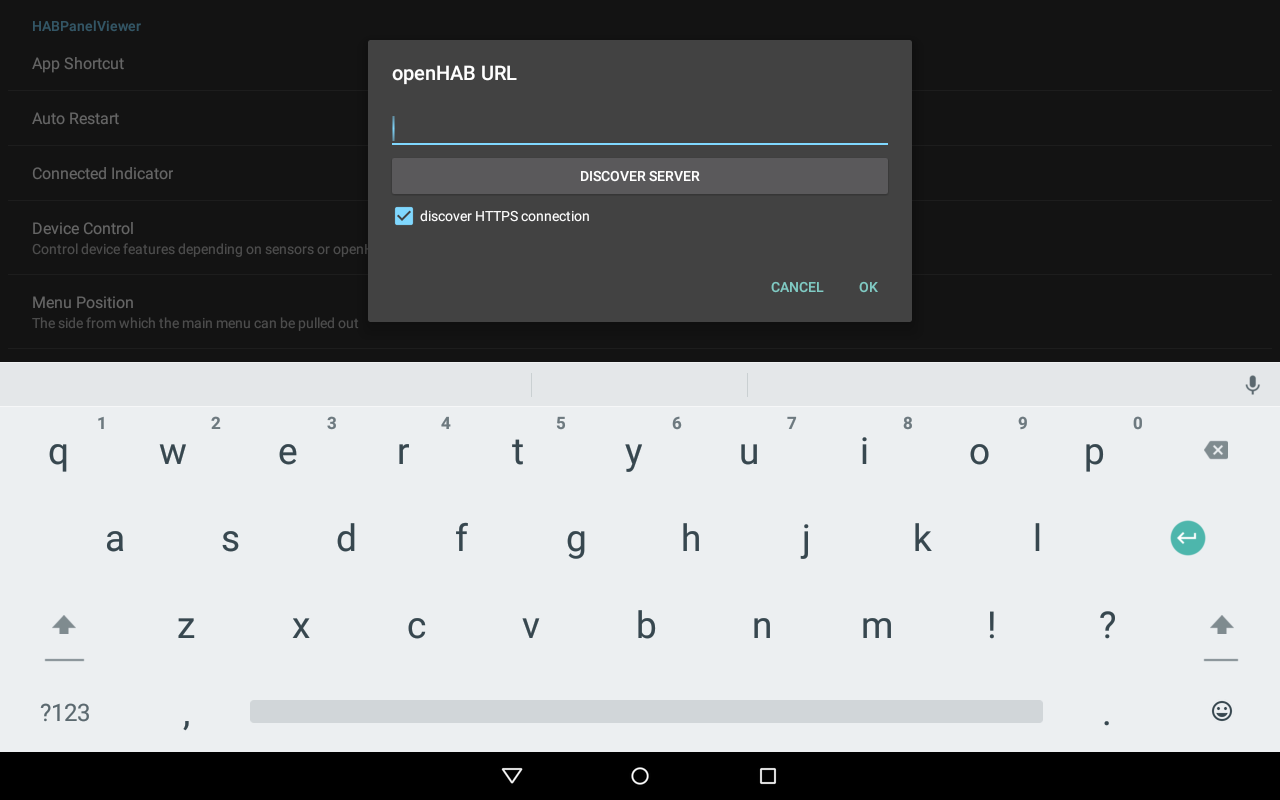 HABPanelViewer
App Shortcut
Auto Restart
Connected Indicator
Device Control
Control device features depending on sensors or open
Menu Position
The side from which the main menu can be pulled out
openHAB URL
DISCOVER SERVER
discover HTTPS connection
CANCEL OK
1 2 3 4 5 6 7 8 9 0
q w e r t y u i o p
a s d f g h j k l
z x c v b n m ! ?
?123 , .